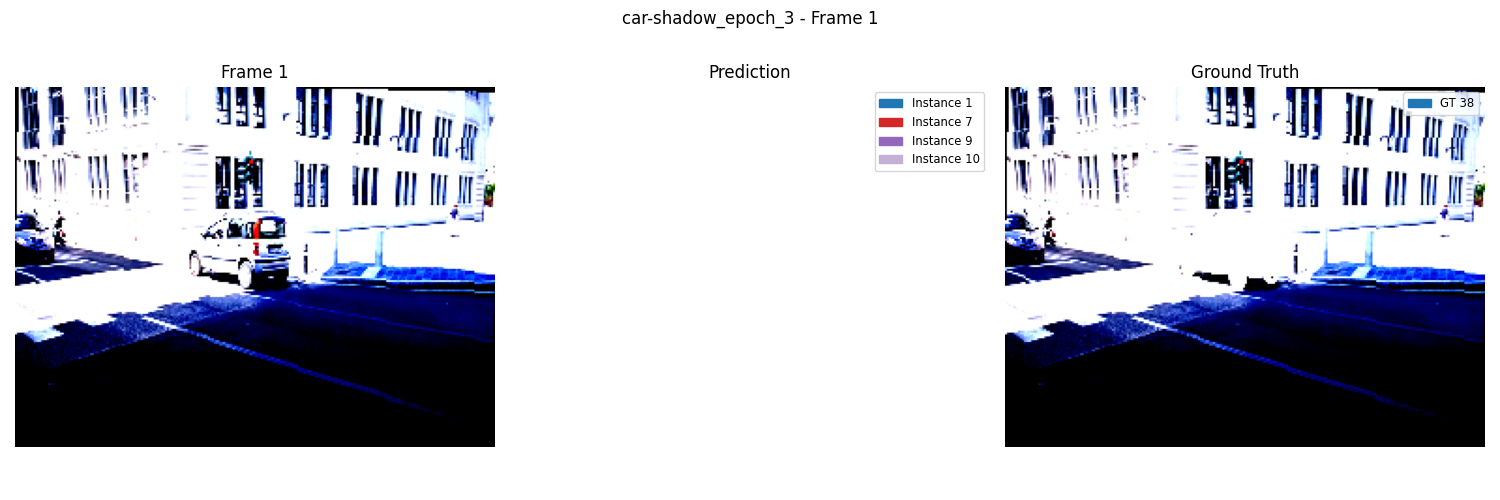 car-shadow_epoch_3 - Frame 1
Frame 1
Prediction
Ground Truth
Instance 1
Instance 7
Instance 9
Instance 10
GT 38